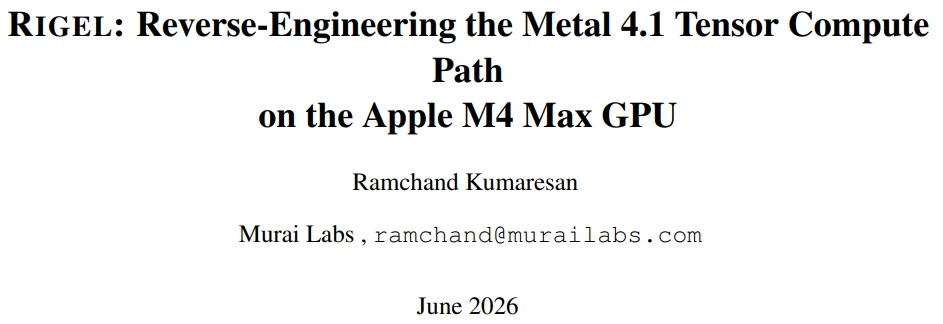 RIGEL: Reverse-Engineering the Metal 4.1 Tensor Compute
Path
on the Apple M4 Max GPU
Ramchand Kumaresan
Murai Labs , ramchand@murailabs.com
June 2026